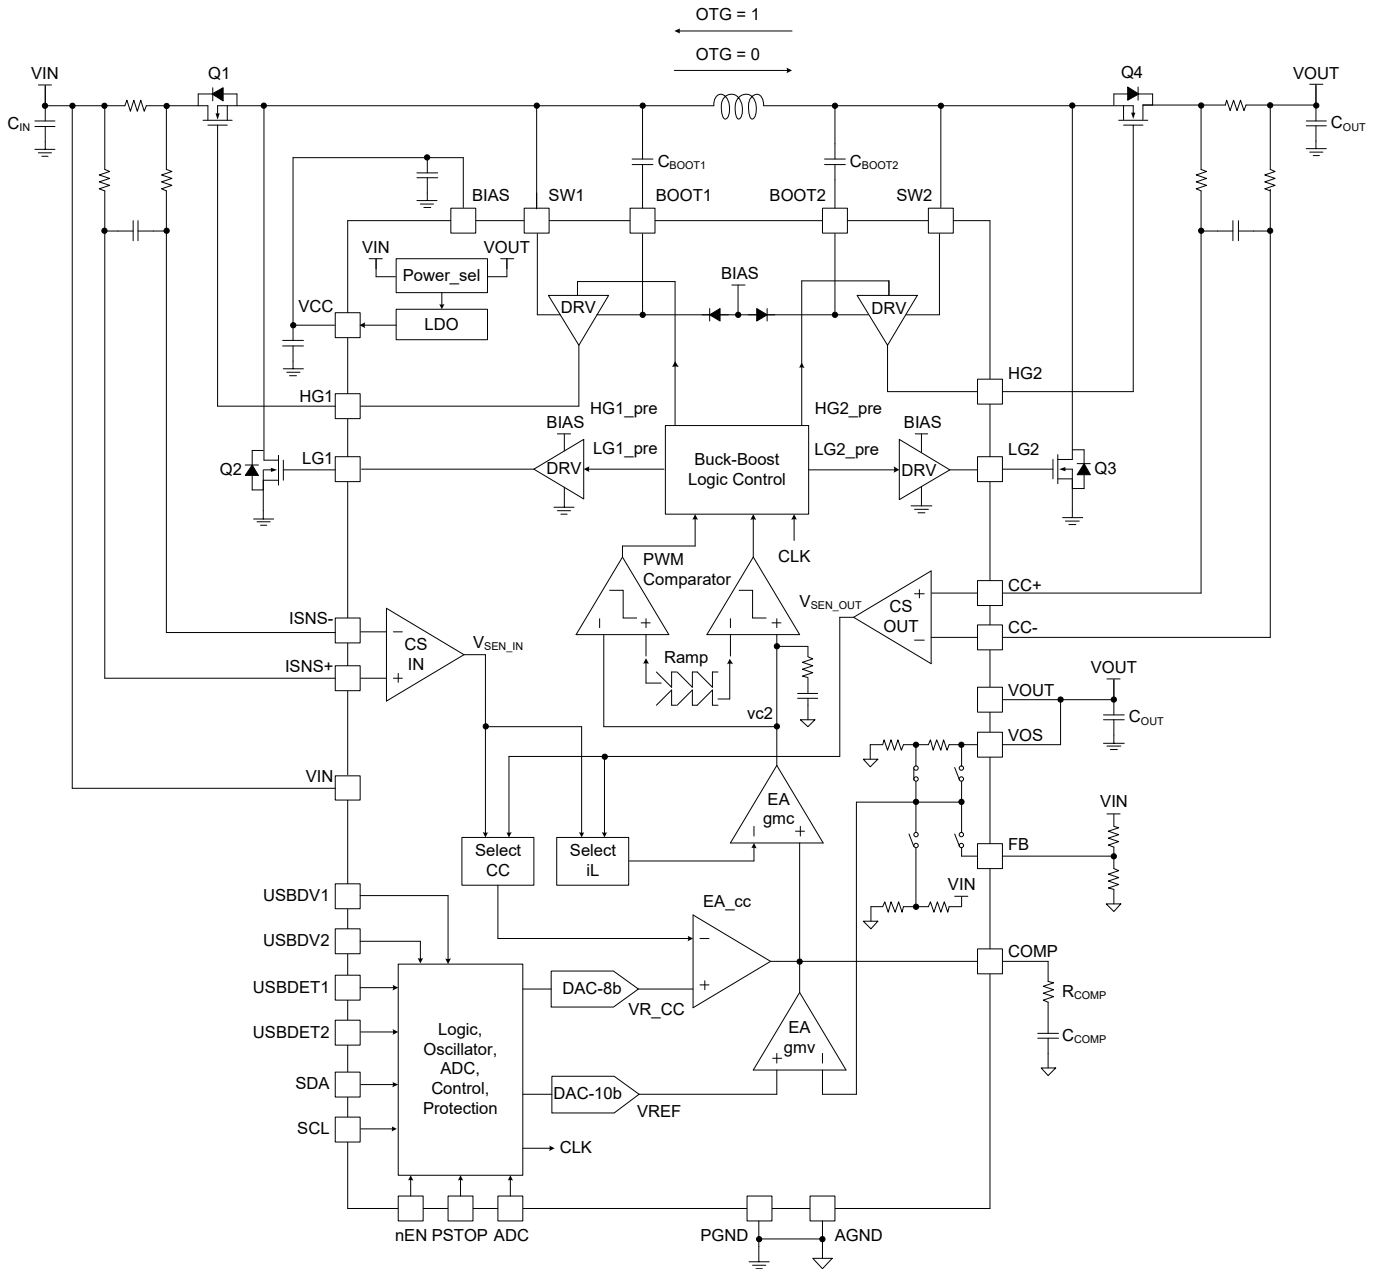 OTG = 1
OTG = 0
VIN
Q1
Q4
VOUT
CIN
COUT
CBOOT1
CBOOT2
BIAS
SW1
BOOT1
BOOT2
SW2
VIN
VOUT
Power_sel
BIAS
VCC
LDO
DRV
DRV
HG1
HG2
HG1_pre
HG2_pre
BIAS
BIAS
LG1
LG1_pre
LG2_pre
LG2
Q2
DRV
Buck-Boost
Logic Control
DRV
Q3
PWM
Comparator
CLK
CC+
VSEN_OUT
CS
OUT
+
−
CC-
ISNS-
−
CS
IN
+
VSEN_IN
ISNS+
−
+
−
+
Ramp
vc2
VOUT
VOUT
COUT
VOS
VIN
EA
gmc
−
+
VIN
FB
Select
CC
Select
iL
VIN
USBDV1
EA_cc
USBDV2
−
+
COMP
USBDET1
DAC-8b
VR_CC
RCOMP
USBDET2
Logic,
Oscillator,
ADC,
Control,
Protection
EA
gmv
+
−
CCOMP
SDA
DAC-10b
VREF
SCL
CLK
nEN
PSTOP
ADC
PGND
AGND